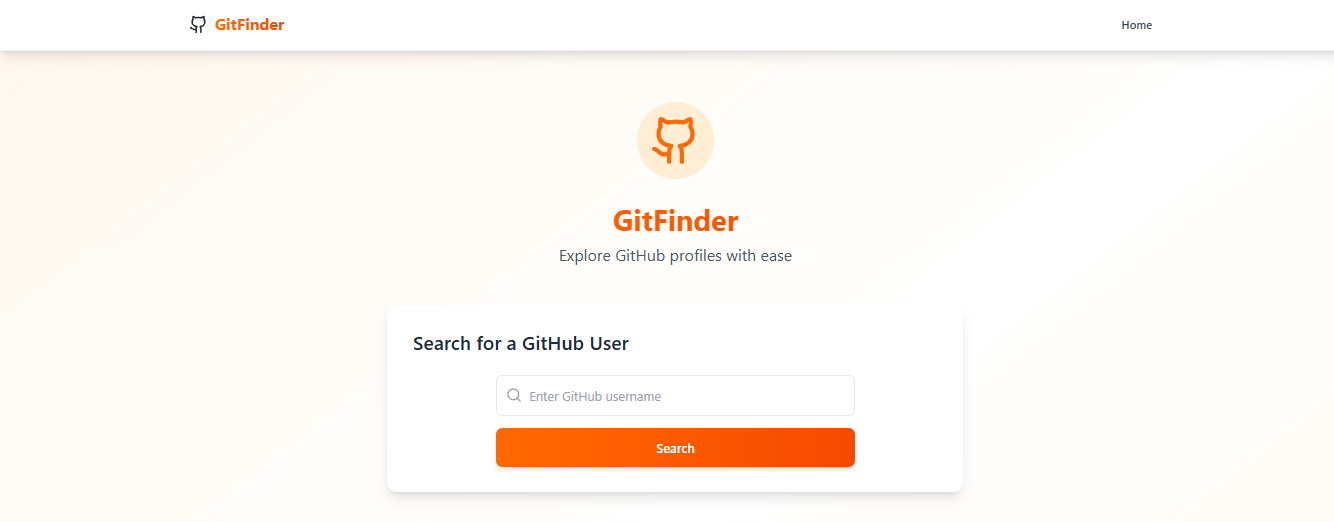 GitFinder
Home
GitFinder
Explore GitHub profiles with ease
Search for a GitHub User
Enter GitHub username
Search